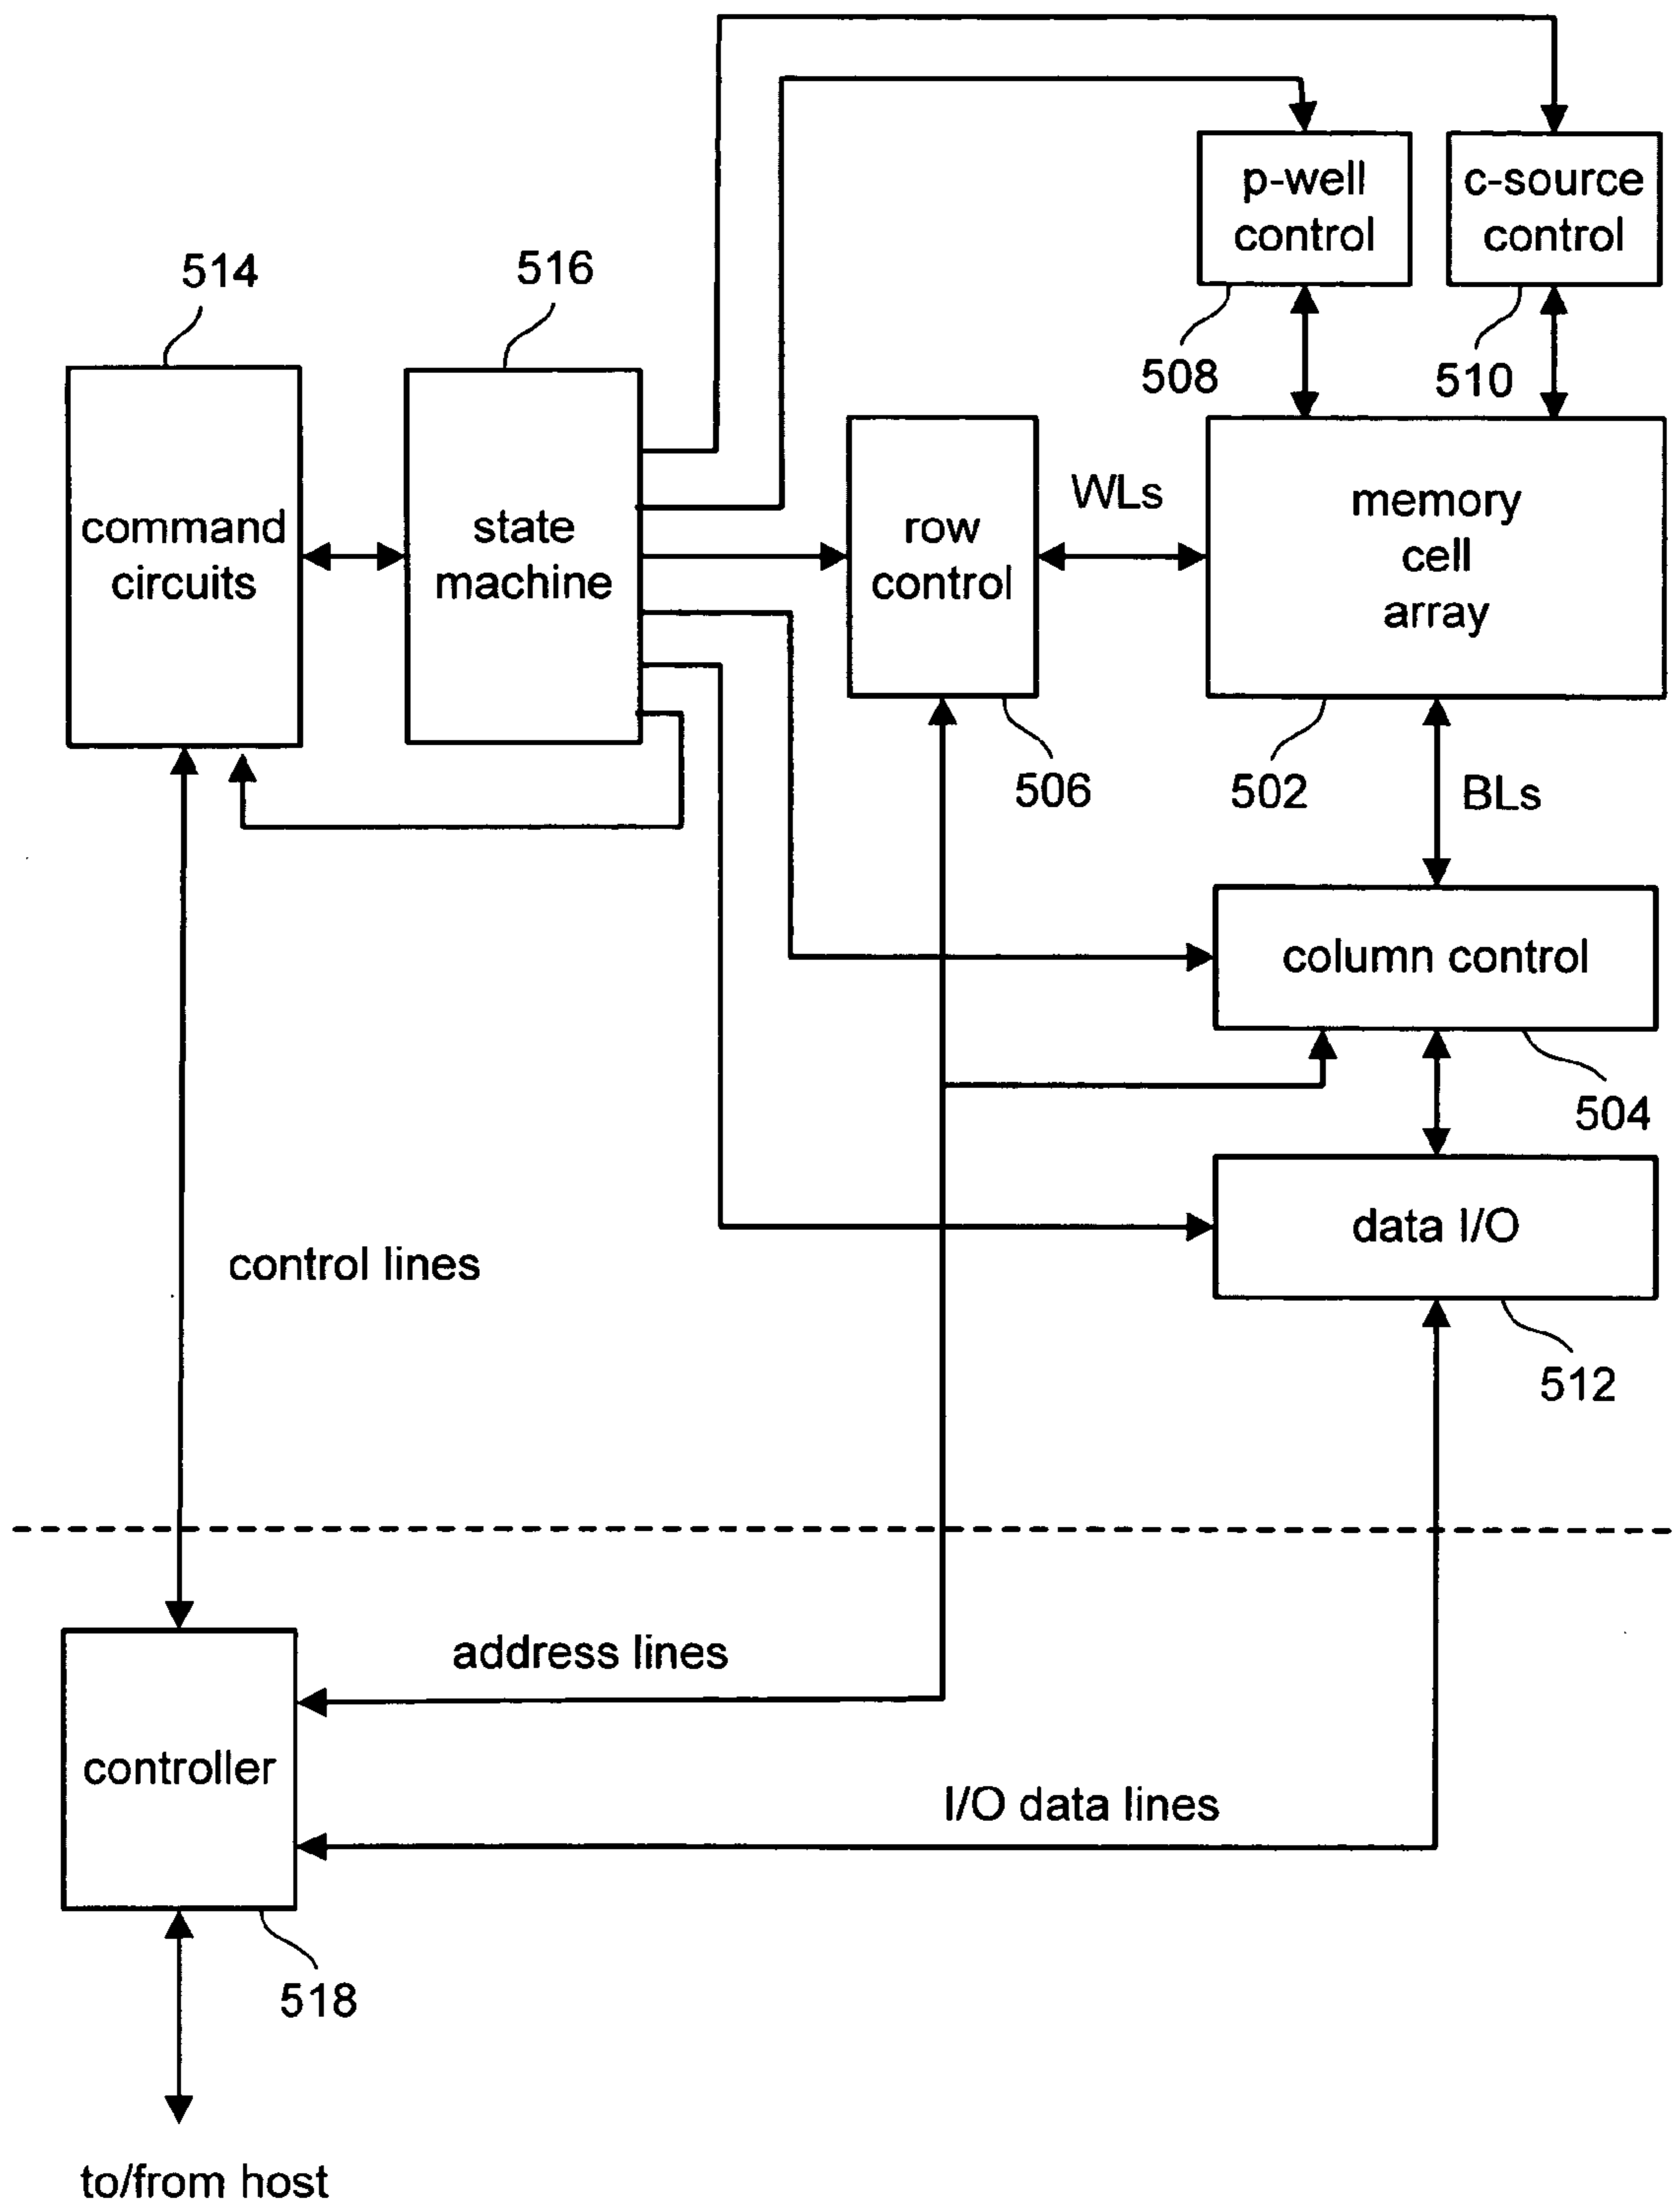 p-well
control
c-source
control
514
516
508
510
command
circuits
state
machine
row
control
WLs
memory
cell
array
506
502
BLs
column control
504
data I/O
control lines
512
address lines
controller
I/O data lines
518
to/from host